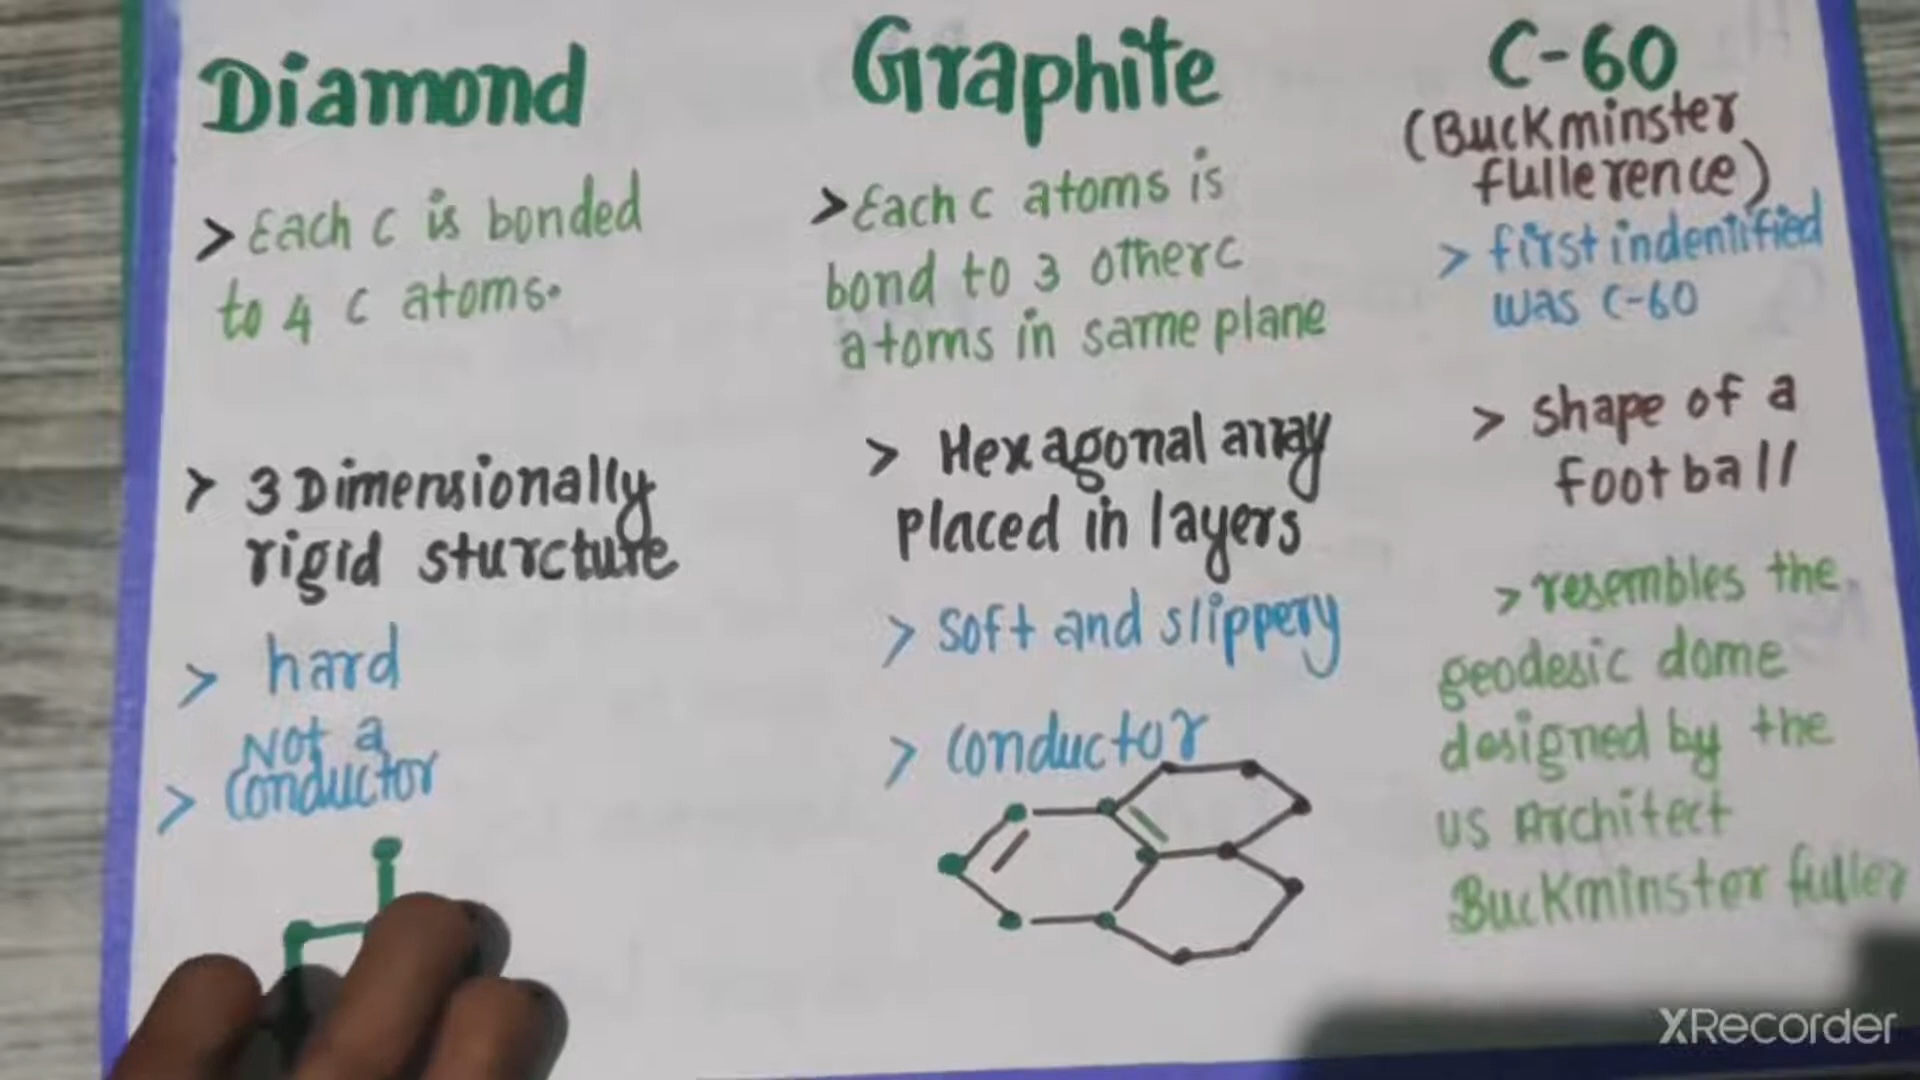 Diamond
> Each c is bonded
to 4 c atoms.
> 3 Dimensionally
rigid sturcture
> hard
Not a
> Conductor
Graphite
> Each c atoms is
bond to 3 other c
atoms in same plane
> Hexagonal array
placed in layers
> Soft and slippery
> Conductor
C-60
(Buckminster
fullerence)
> first indentified
was C-60
> Shape of a
football
> resembles the
geodesic dome
designed by the
us Architect
Buckminster fuller
XRecorder